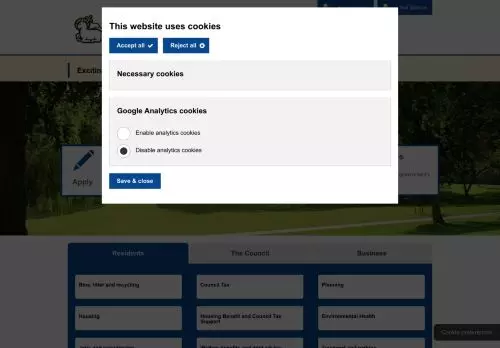 This website uses cookies
Accept all
Reject all
Necessary cookies
Google Analytics cookies
Enable analytics cookies
Disable analytics cookies
Save & close
Apply
Residents
The Council
Business
Bins, litter and recycling
Council Tax
Planning
Housing
Housing Benefit and Council Tax
Support
Environmental Health
Cookie preferences